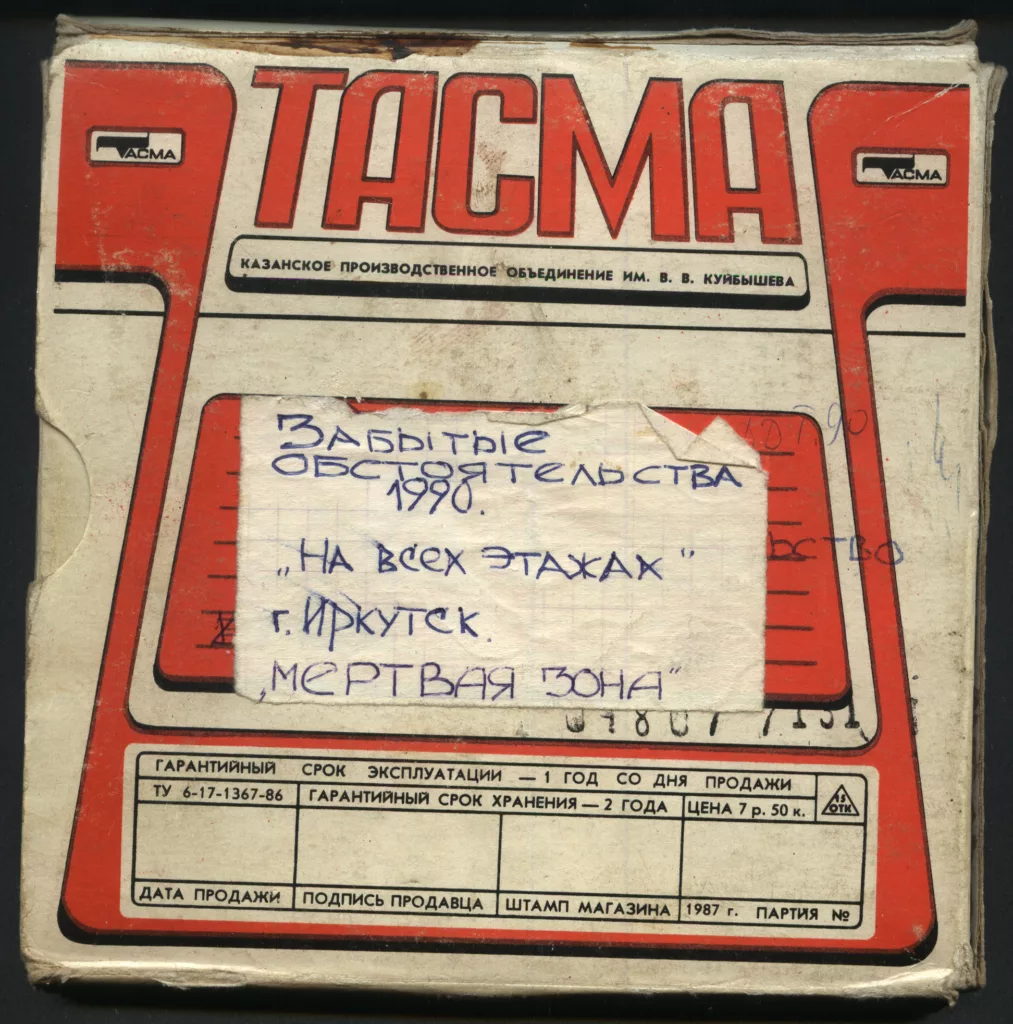 ТАСМА
ТАСМА
ТАСМА
КАЗАНСКОЕ ПРОИЗВОДСТВЕННОЕ ОБЪЕДИНЕНИЕ ИМ. В. В. КУЙБЫШЕВА
ЗАБЫТЫЕ
ОБСТОЯТЕЛЬСТВА
1990.
„НА ВСЕХ ЭТАЖАХ"
г. ИРКУТСК.
„МЕРТВАЯ ЗОНА"
ГАРАНТИЙНЫЙ СРОК ЭКСПЛУАТАЦИИ — 1 ГОД СО ДНЯ ПРОДАЖИ
ТУ 6-17-1367-86 ГАРАНТИЙНЫЙ СРОК ХРАНЕНИЯ — 2 ГОДА ЦЕНА 7 р. 50 к.
15
ОТК
ДАТА ПРОДАЖИ ПОДПИСЬ ПРОДАВЦА ШТАМП МАГАЗИНА 1987 г. ПАРТИЯ №